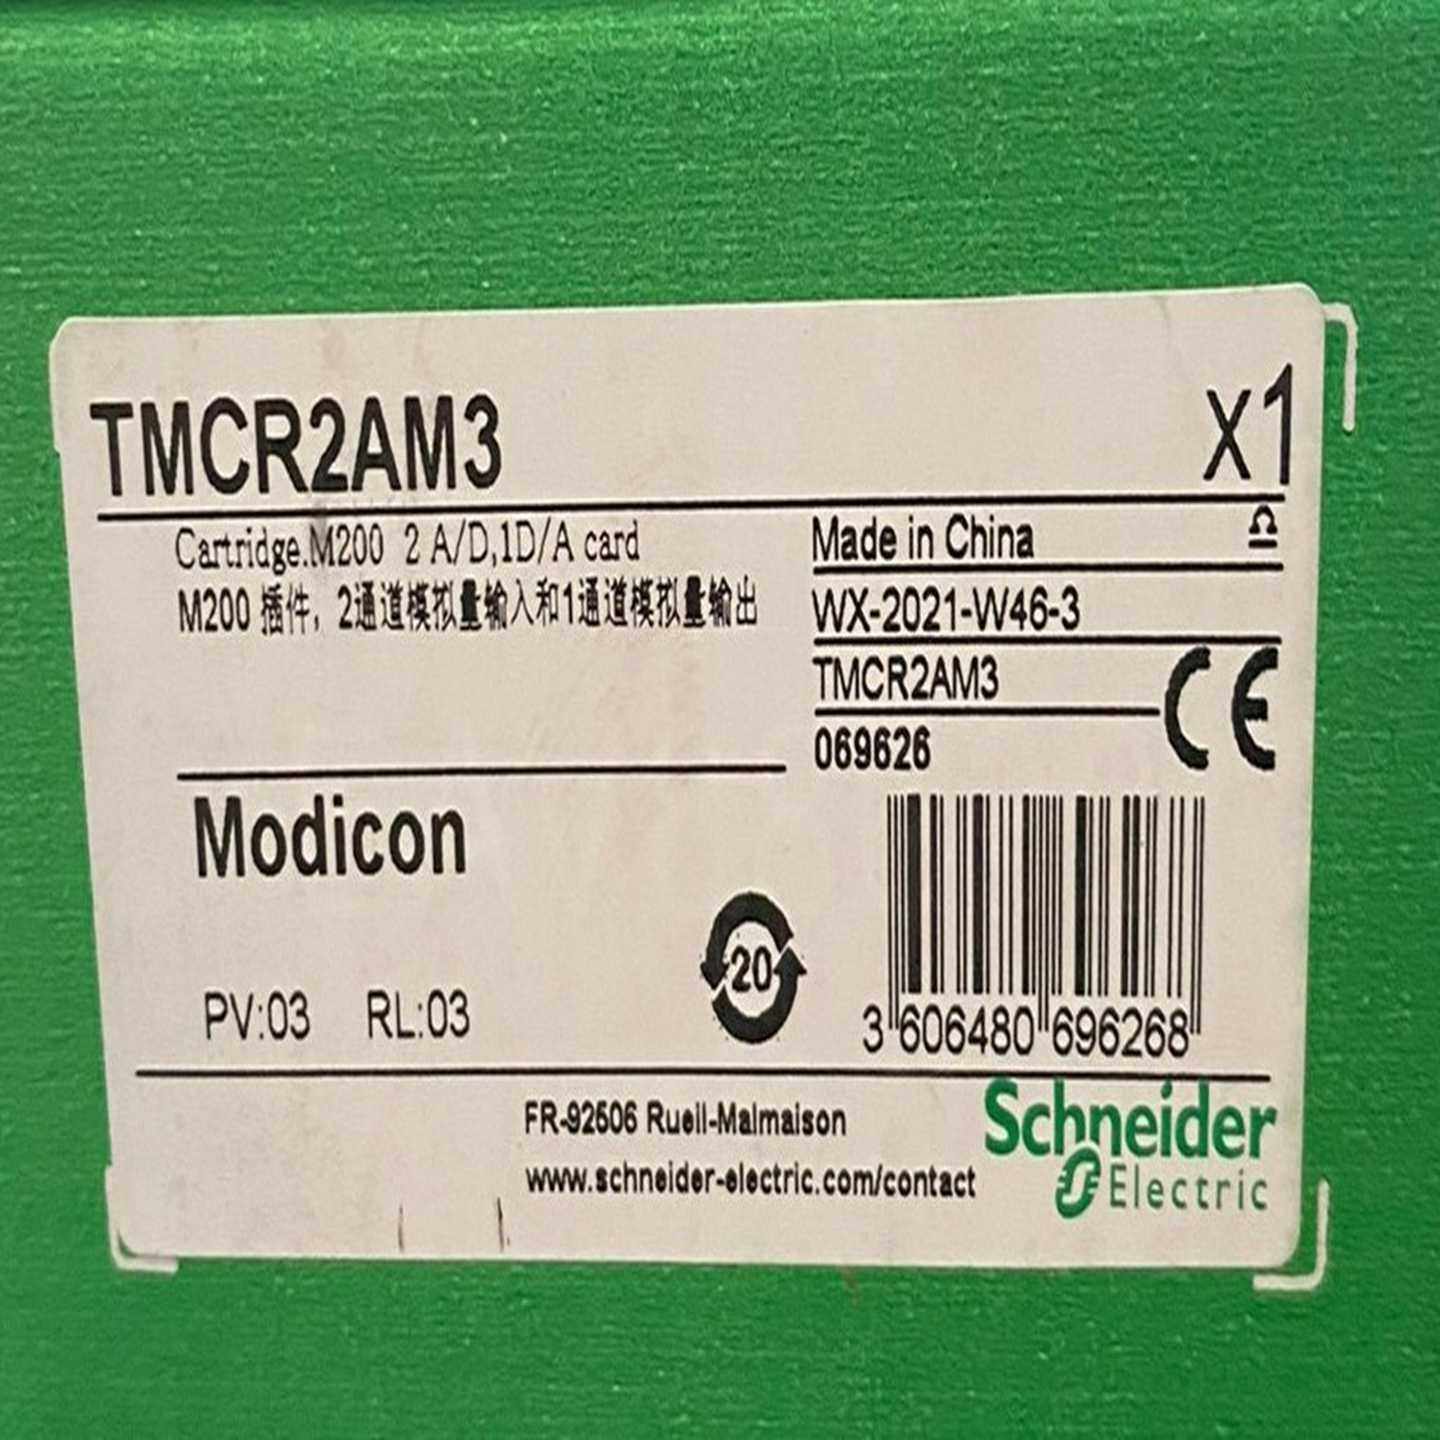 TMCR2AM3
X1
Cartridge.M200 2 A/D,1D/A card
M200 插件, 2通道模拟量输入和1通道模拟量输出
Made in China
WX-2021-W46-3
TMCR2AM3
CE
069626
Modicon
20
3 606480 696268
PV:03 RL:03
FR-92506 Rueil-Malmaison
www.schneider-electric.com/contact
Schneider
Electric